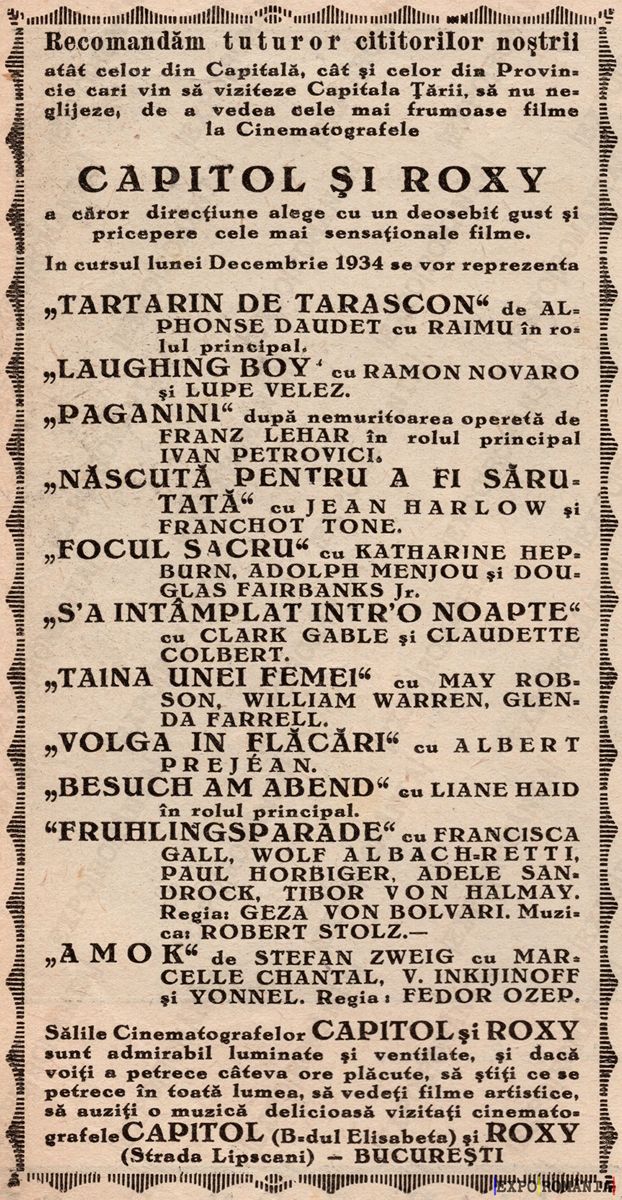 Recomandăm tuturor cititorilor noştrii
atât celor din Capitală, cât şi celor din Provin=
cie cari vin să viziteze Capitala Ţării, să nu ne=
glijeze, de a vedea cele mai frumoase filme
la Cinematografele
CAPITOL ŞI ROXY
a căror direcţiune alege cu un deosebit gust şi
pricepere cele mai sensaţionale filme.
In cursul lunei Decembrie 1934 se vor reprezenta
„TARTARIN DE TARASCON“ de AL=
PHONSE DAUDET cu RAIMU în ro=
lul principal.
„LAUGHING BOY‘ cu RAMON NOVARO
şi LUPE VELEZ.
„PAGANINI“ după nemuritoarea operetă de
FRANZ LEHAR în rolul principal
IVAN PETROVICI.
„NĂSCUTĂ PENTRU A FI SĂRU=
TATĂ“ cu JEAN HARLOW şi
FRANCHOT TONE.
„FOCUL SACRU“ cu KATHARINE HEP=
BURN, ADOLPH MENJOU şi DOU=
GLAS FAIRBANKS Jr.
„S'A INTÂMPLAT INTR'O NOAPTE“
cu CLARK GABLE şi CLAUDETTE
COLBERT.
„TAINA UNEI FEMEI“ cu MAY ROB=
SON, WILLIAM WARREN, GLEN=
DA FARRELL.
„VOLGA IN FLĂCĂRI“ cu ALBERT
PREJÉAN.
„BESUCH AM ABEND“ cu LIANE HAID
în rolul principal.
“FRUHLINGSPARADE“ cu FRANCISCA
GALL, WOLF ALBACH=RETTI,
PAUL HORBIGER, ADELE SAN=
DROCK, TIBOR VON HALMAY.
Regia: GEZA VON BOLVARI. Muzi=
ca: ROBERT STOLZ.—
„AMOK“ de STEFAN ZWEIG cu MAR=
CELLE CHANTAL, V. INKIJINOFF
şi YONNEL. Regia: FEDOR OZEP.
Sălile Cinematografelor CAPITOL şi ROXY
sunt admirabil luminate şi ventilate, şi dacă
voiţi a petrece câteva ore plăcute, să ştiţi ce se
petrece în toată lumea, să vedeţi filme artistice,
să auziţi o muzică delicioasă vizitaţi cinemato=
grafele CAPITOL (B=dul Elisabeta) şi ROXY
(Strada Lipscani) — BUCUREŞTI
EXPO ROMANIA